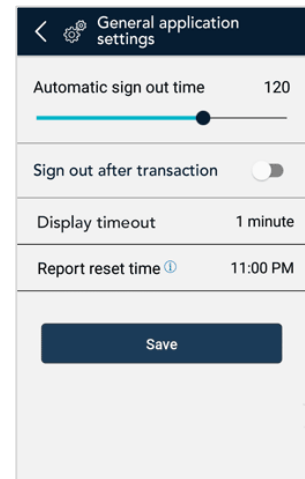 General application
settings
Automatic sign out time 120
Sign out after transaction
Display timeout 1 minute
Report reset time 11:00 PM
Save